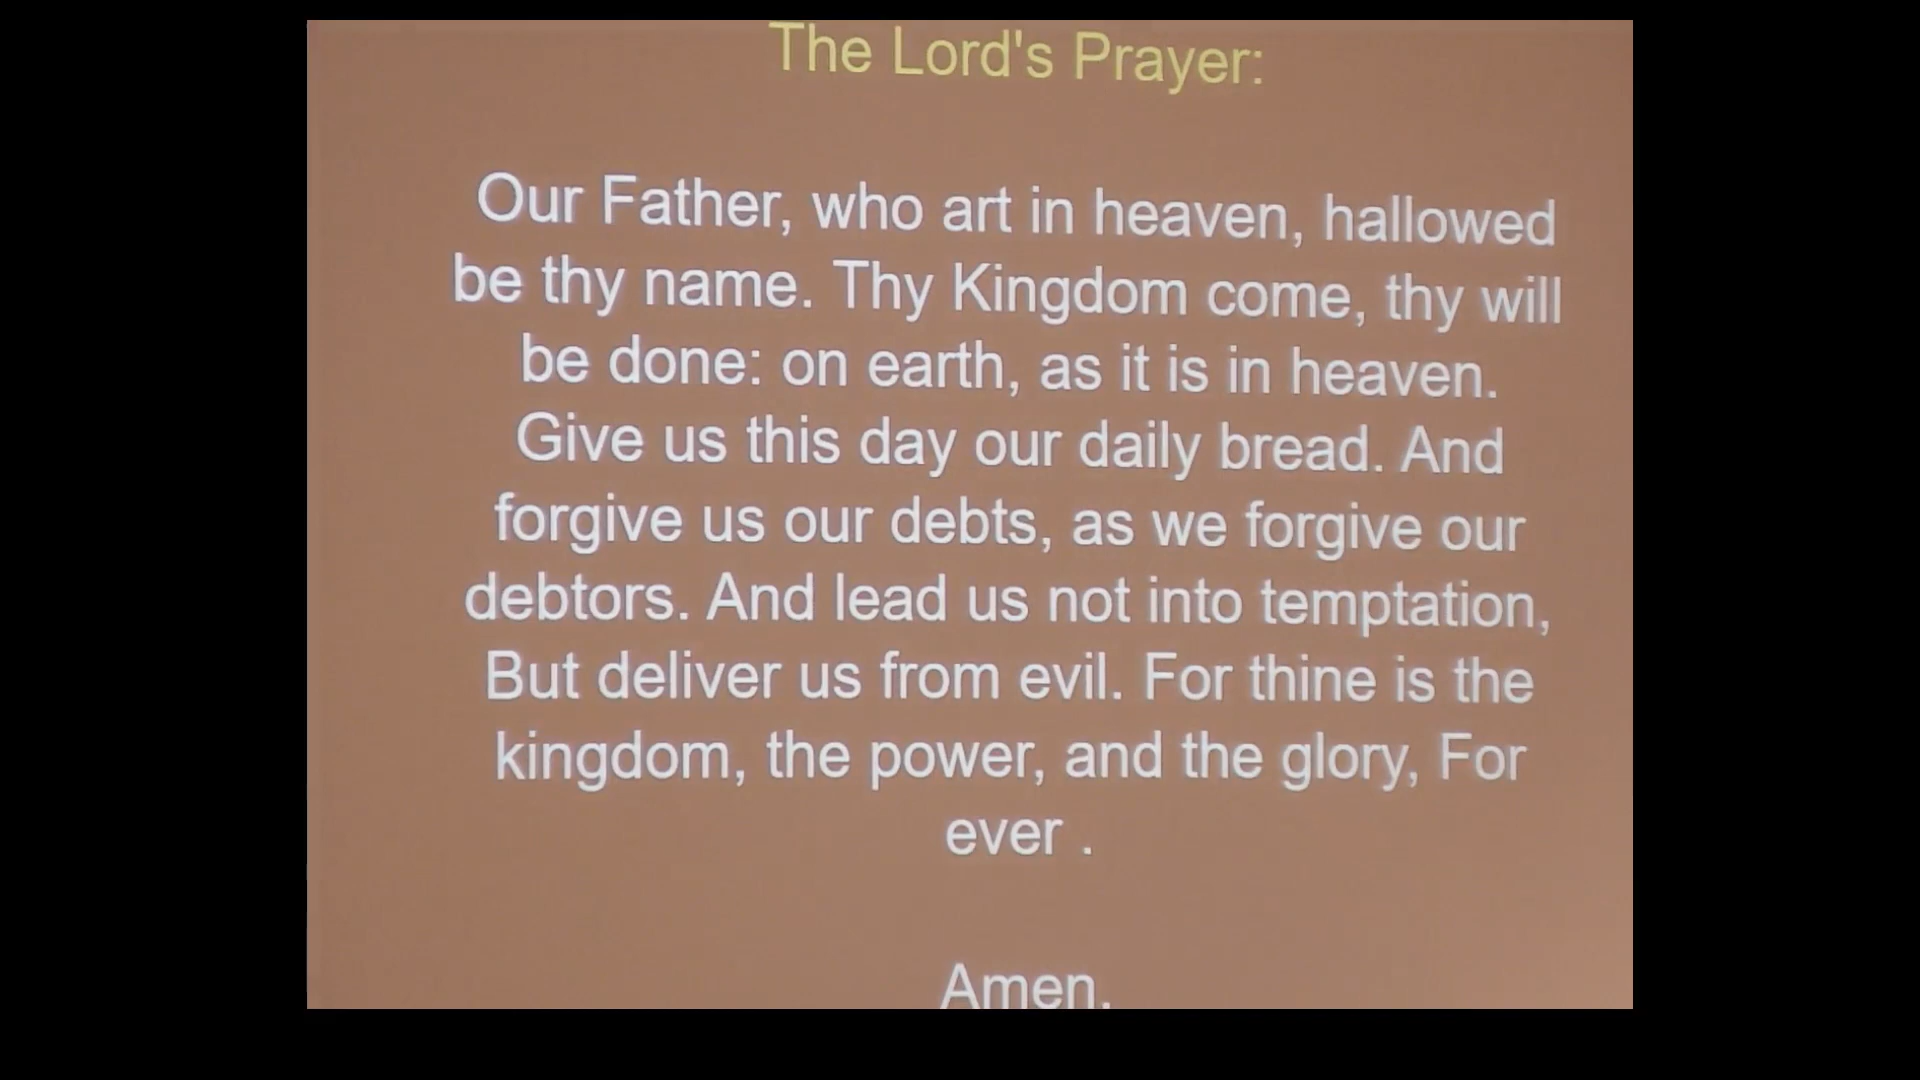 The Lord's Prayer:
Our Father, who art in heaven, hallowed
be thy name. Thy Kingdom come, thy will
be done: on earth, as it is in heaven.
Give us this day our daily bread. And
forgive us our debts, as we forgive our
debtors. And lead us not into temptation,
But deliver us from evil. For thine is the
kingdom, the power, and the glory, For
ever .
Amen.